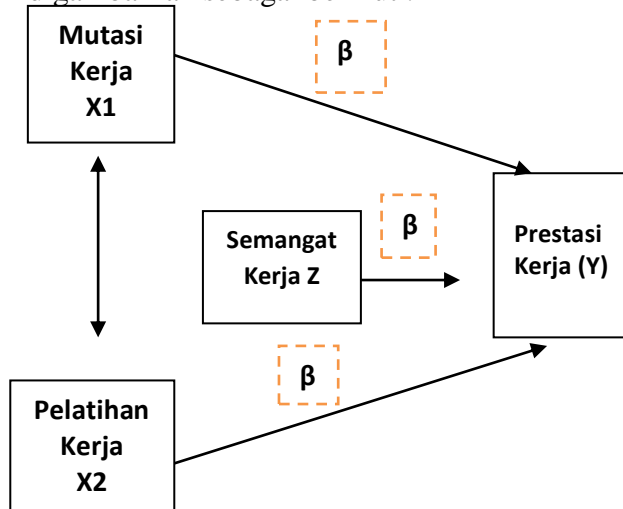 Mutasi
Kerja
X1
β
Semangat
Kerja Z
β
Prestasi
Kerja (Y)
β
Pelatihan
Kerja
X2